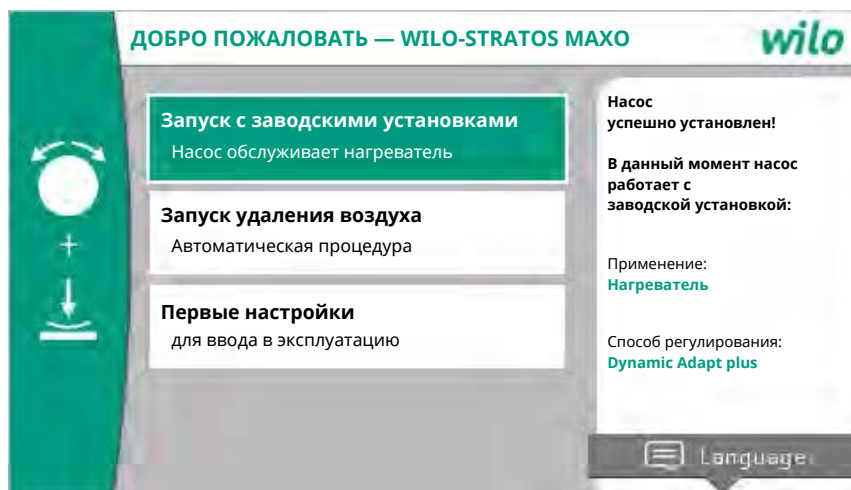 ДОБРО ПОЖАЛОВАТЬ — WILO-STRATOS MAXO
wilo
Запуск с заводскими установками
Насос обслуживает нагреватель
Запуск удаления воздуха
Автоматическая процедура
Первые настройки
для ввода в эксплуатацию
+
Насос
успешно установлен!
В данный момент насос
работает с
заводской установкой:
Применение:
Нагреватель
Способ регулирования:
Dynamic Adapt plus
Language